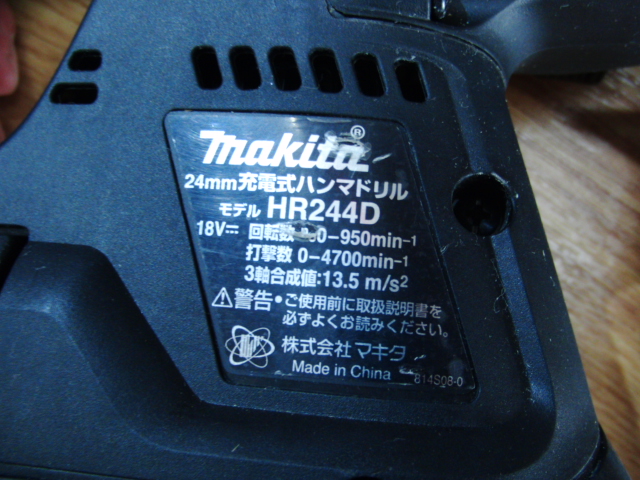 makita®
24mm充電式ハンマドリル
モデル HR244D
18V⎓ 回転数 0-950min-1
打撃数 0-4700min-1
3軸合成値:13.5 m/s²
⚠警告・ご使用前に取扱説明書を
必ずよくお読みください。
株式会社 マキタ
Made in China 814S08-0